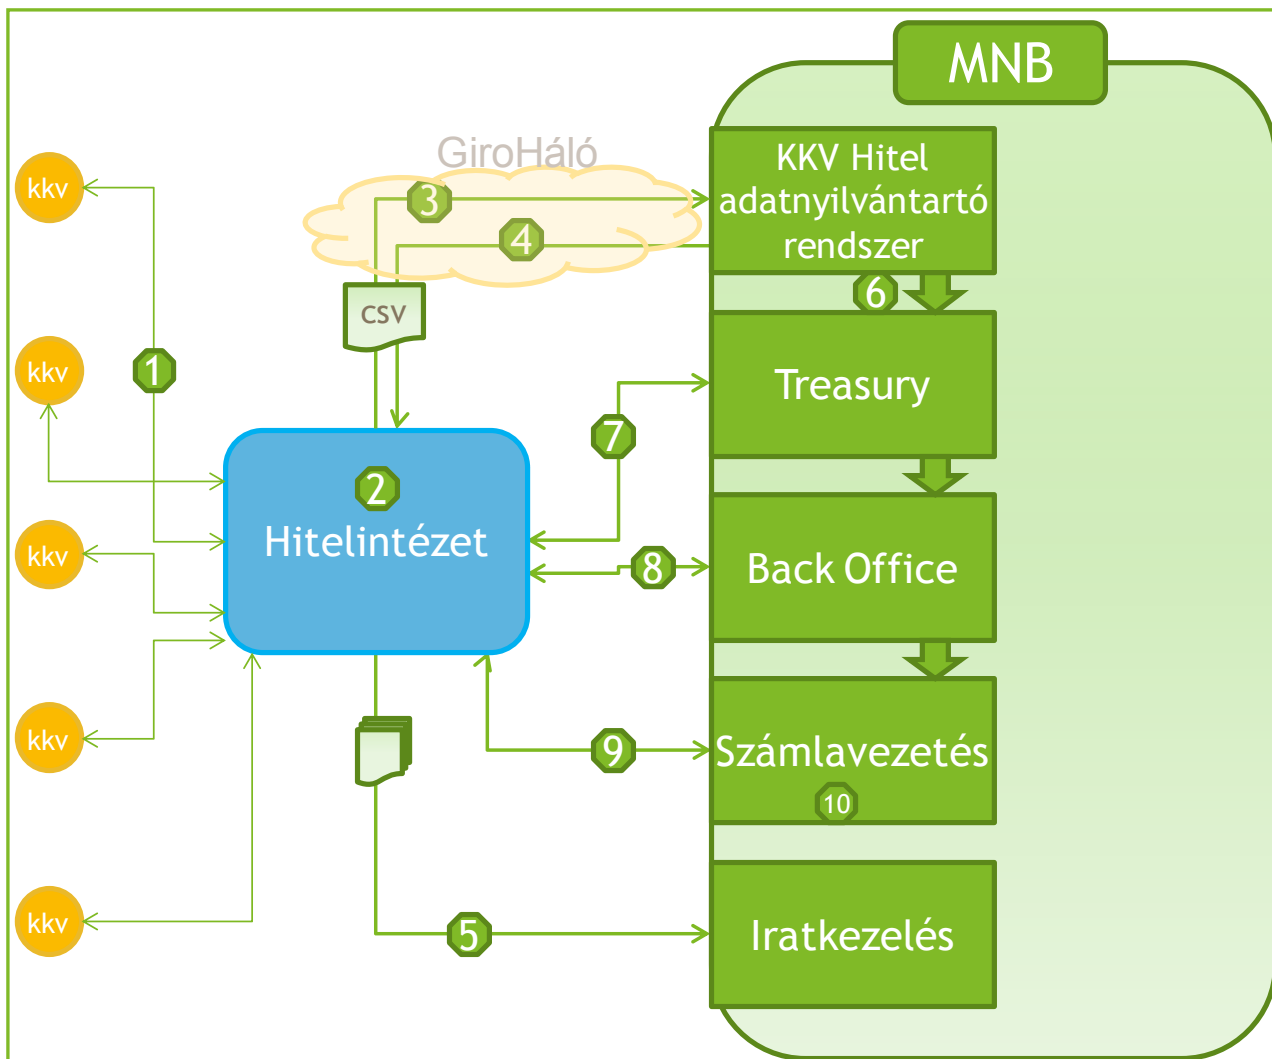 MNB
GiroHáló
KKV Hitel
adatnyilvántartó
rendszer
kkv
3
4
6
CSV
kkv
1
Treasury
7
2
Hitelintézet
kkv
8
Back Office
kkv
9
Számlavezetés
10
kkv
5
Iratkezelés